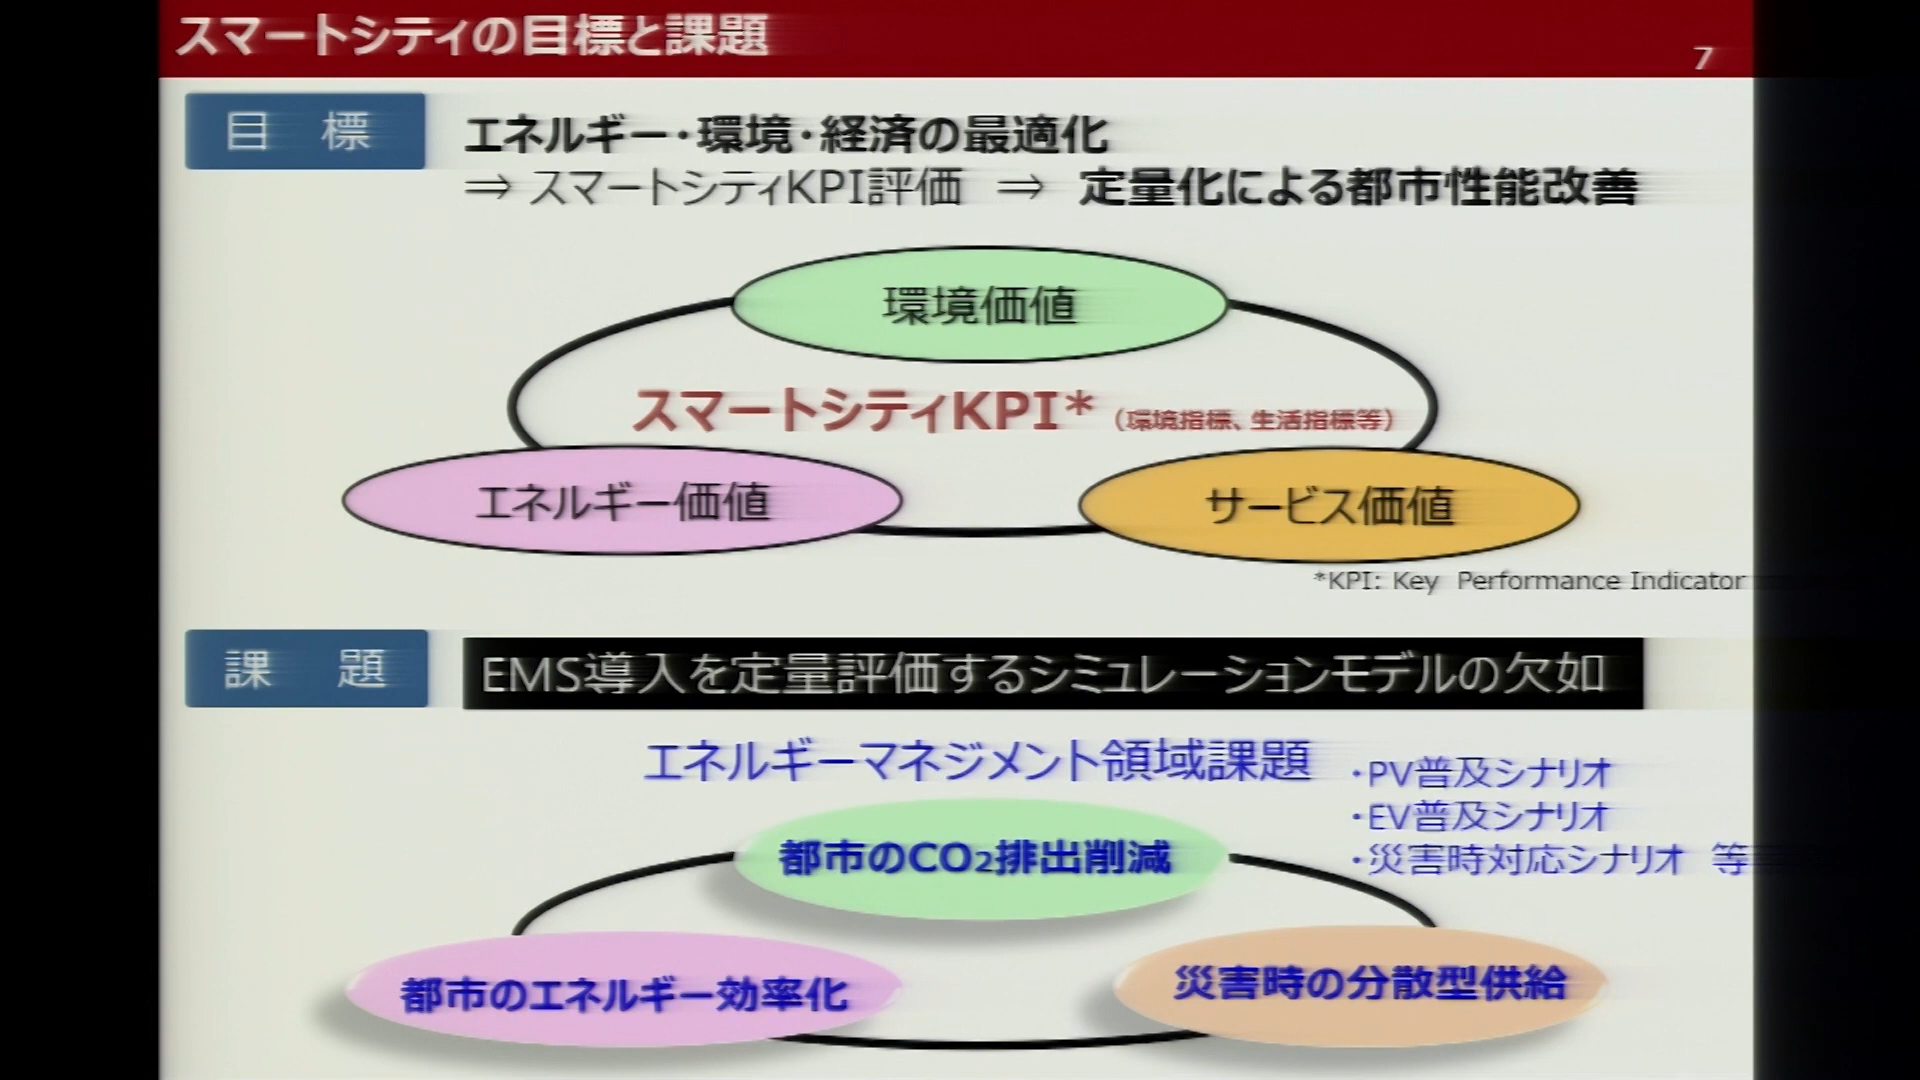 スマートシティの目標と課題
7
目 標
エネルギー・環境・経済の最適化
⇒ スマートシティKPI評価 ⇒ 定量化による都市性能改善
環境価値
スマートシティKPI* (環境指標、生活指標等)
エネルギー価値
サービス価値
*KPI: Key Performance Indicator
課 題
EMS導入を定量評価するシミュレーションモデルの欠如
エネルギーマネジメント領域課題
・PV普及シナリオ
・EV普及シナリオ
・災害時対応シナリオ 等
都市のCO₂排出削減
都市のエネルギー効率化
災害時の分散型供給